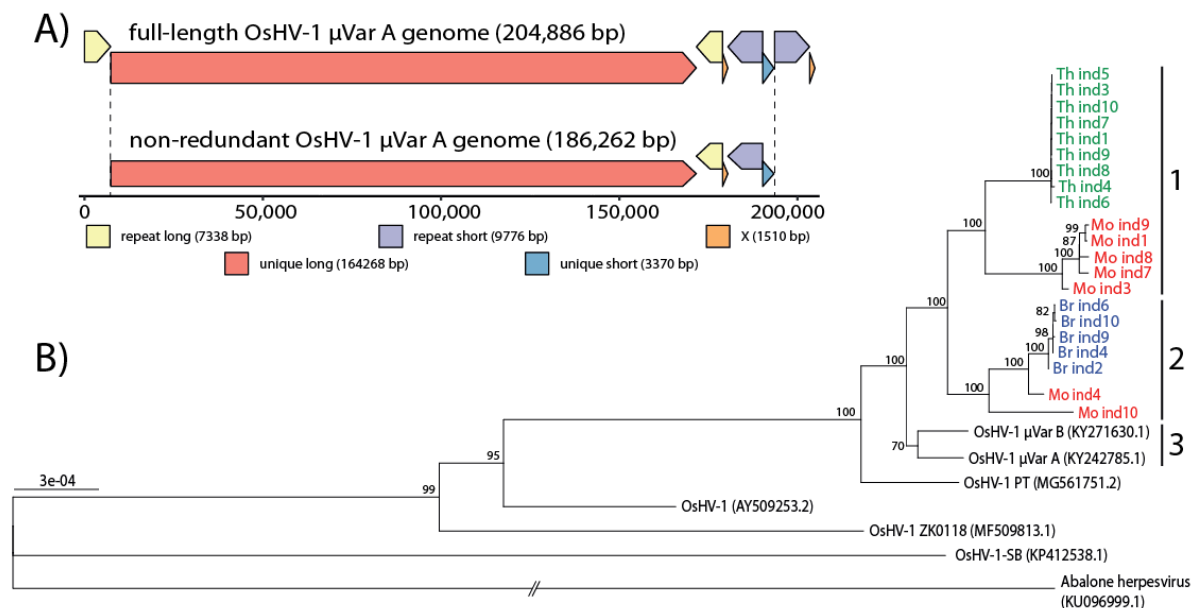 A)
full-length OsHV-1 µVar A genome (204,886 bp)
non-redundant OsHV-1 µVar A genome (186,262 bp)
0 50,000 100,000 150,000 200,000
repeat long (7338 bp) repeat short (9776 bp) X (1510 bp)
unique long (164268 bp) unique short (3370 bp)
B)
Th ind5
Th ind3
Th ind10
Th ind7
Th ind1
Th ind9
Th ind8
100
Th ind4
Th ind6
1
Mo ind9
99
Mo ind1
87
Mo ind8
100
Mo ind7
100
Mo ind3
100
100
Br ind6
82
Br ind10
Br ind9
98
Br ind4
100
Br ind2
100
2
Mo ind4
100
Mo ind10
100
OsHV-1 µVar B (KY271630.1)
70
3
OsHV-1 µVar A (KY242785.1)
100
OsHV-1 PT (MG561751.2)
95
3e-04
99
OsHV-1 (AY509253.2)
OsHV-1 ZK0118 (MF509813.1)
OsHV-1-SB (KP412538.1)
//
Abalone herpesvirus
(KU096999.1)